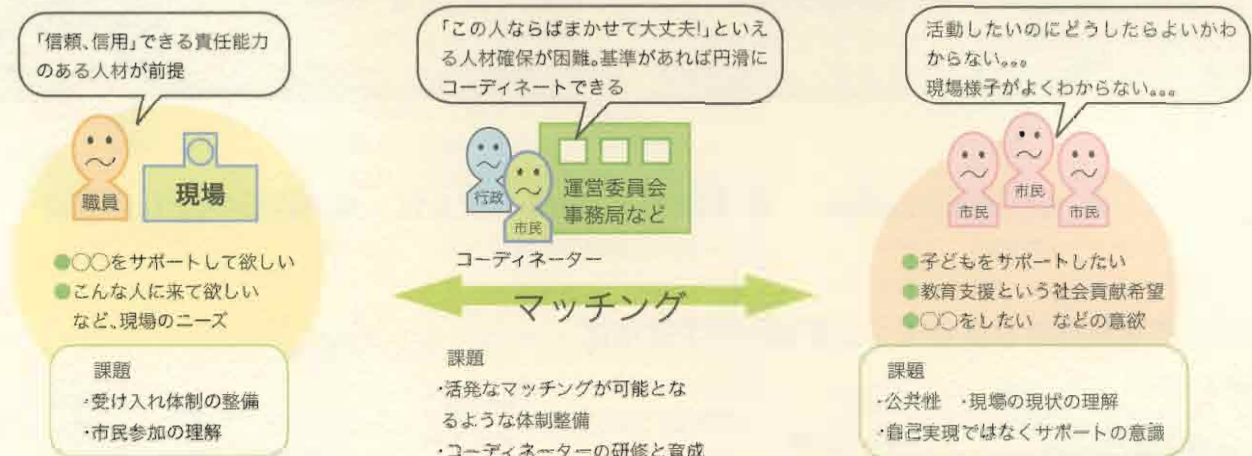 「信頼、信用」できる責任能力
のある人材が前提
職員
現場
●〇〇をサポートして欲しい
●こんな人に来て欲しい
など、現場のニーズ
課題
・受け入れ体制の整備
・市民参加の理解
「この人ならばまかせて大丈夫!」といえ
る人材確保が困難。基準があれば円滑に
コーディネートできる
行政
市民
運営委員会
事務局など
コーディネーター
マッチング
課題
・活発なマッチングが可能とな
るような体制整備
・コーディネーターの研修と育成
活動したいのにどうしたらよいかわ
からない。。。
現場様子がよくわからない。。。
市民
市民
市民
●子どもをサポートしたい
●教育支援という社会貢献希望
●〇〇をしたい などの意欲
課題
・公共性 ・現場の現状の理解
・自己実現ではなくサポートの意識